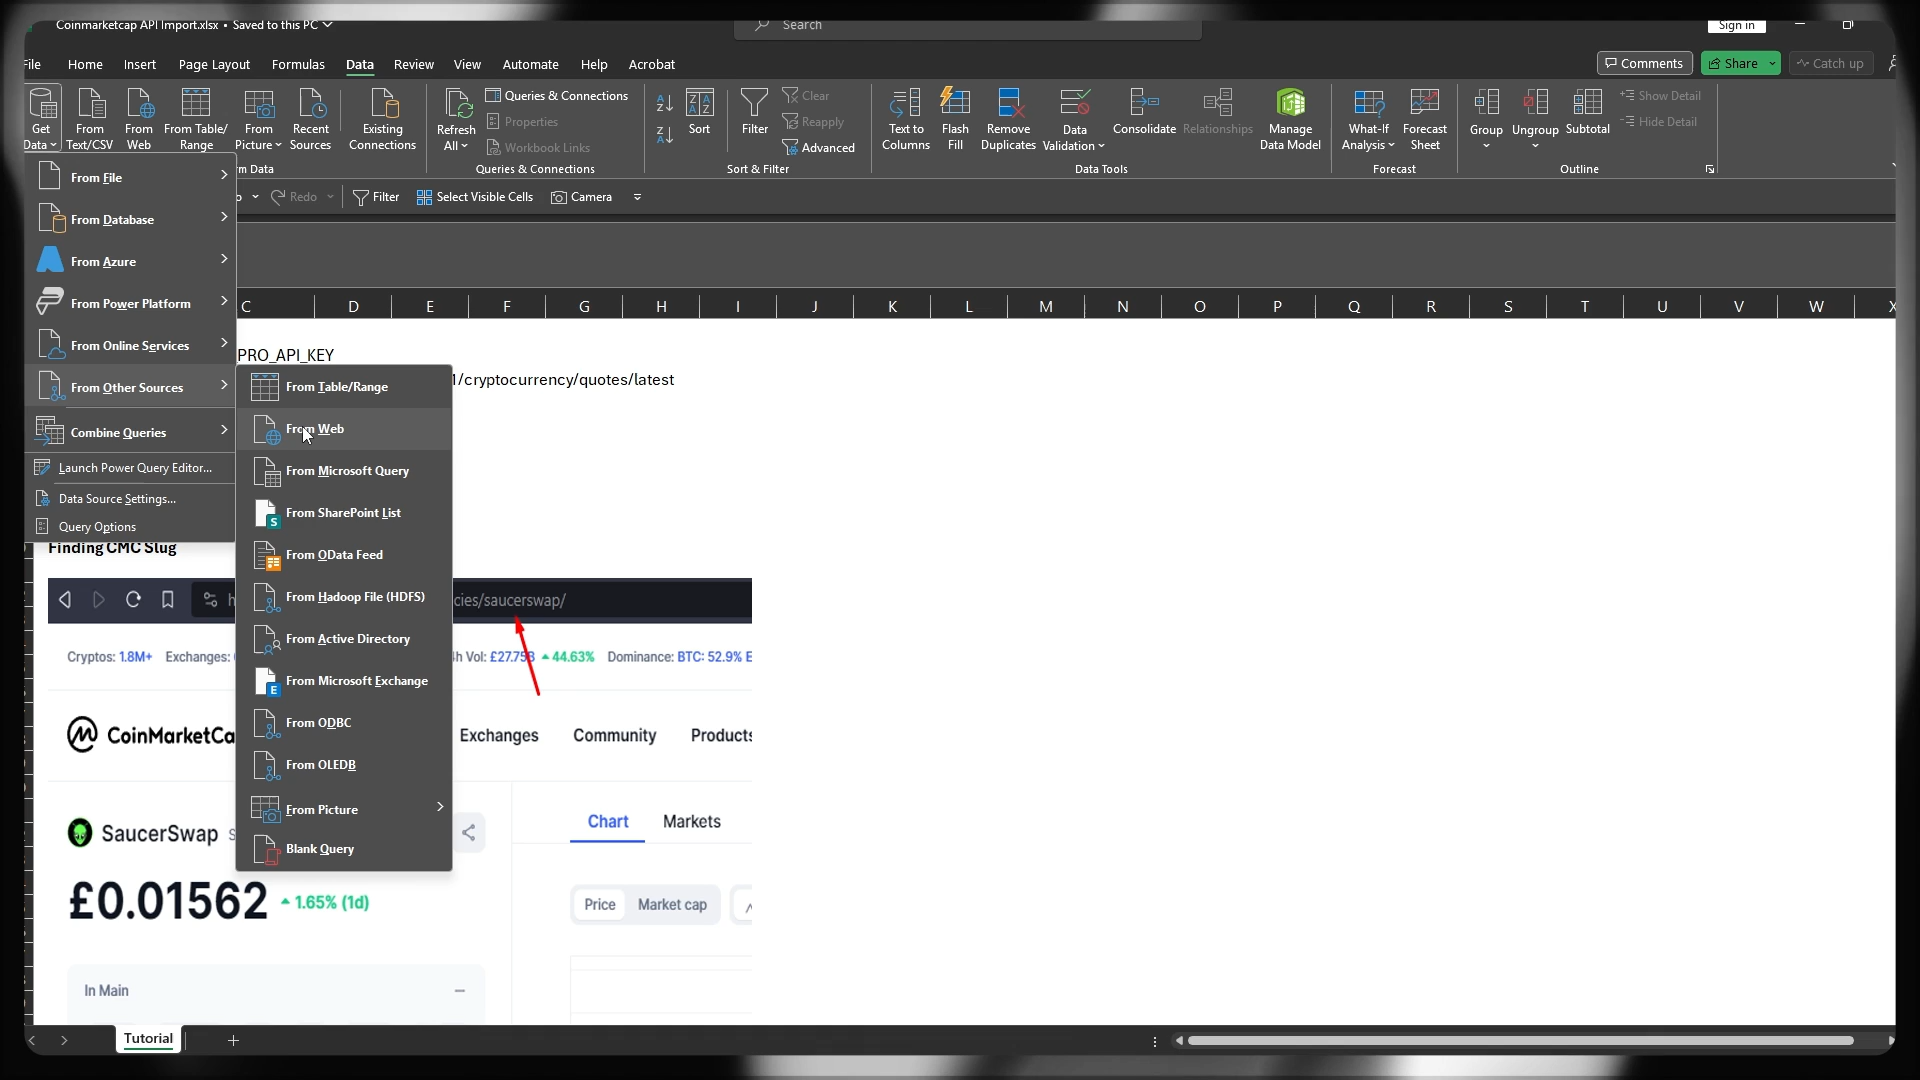 Coinmarketcap API Import.xlsx • Saved to this PC
Search
Sign in
File Home Insert Page Layout Formulas Data Review View Automate Help Acrobat
Comments Share Catch up
Get Data
From Text/CSV
From Web
From Table/Range
From Picture
Recent Sources
Existing Connections
Refresh All
Queries & Connections
Properties
Workbook Links
Sort
Filter
Clear
Reapply
Advanced
Text to Columns
Flash Fill
Remove Duplicates
Data Validation
Consolidate
Relationships
Manage Data Model
What-If Analysis
Forecast Sheet
Group
Ungroup
Subtotal
Show Detail
Hide Detail
m Data
Queries & Connections
Sort & Filter
Data Tools
Forecast
Outline
Redo
Filter
Select Visible Cells
Camera
From File
From Database
From Azure
From Power Platform
From Online Services
From Other Sources
Combine Queries
Launch Power Query Editor...
Data Source Settings...
Query Options
C D E F G H I J K L M N O P Q R S T U V W X
PRO_API_KEY
1/cryptocurrency/quotes/latest
From Table/Range
From Web
From Microsoft Query
From SharePoint List
From OData Feed
From Hadoop File (HDFS)
From Active Directory
From Microsoft Exchange
From ODBC
From OLEDB
From Picture
Blank Query
Finding CMC Slug
cies/saucerswap/
Cryptos: 1.8M+ Exchanges:
h Vol: £27.75B 44.63% Dominance: BTC: 52.9% E
CoinMarketCa
Exchanges Community Products
SaucerSwap S
Chart Markets
£0.01562 1.65% (1d)
Price Market cap
In Main
Tutorial